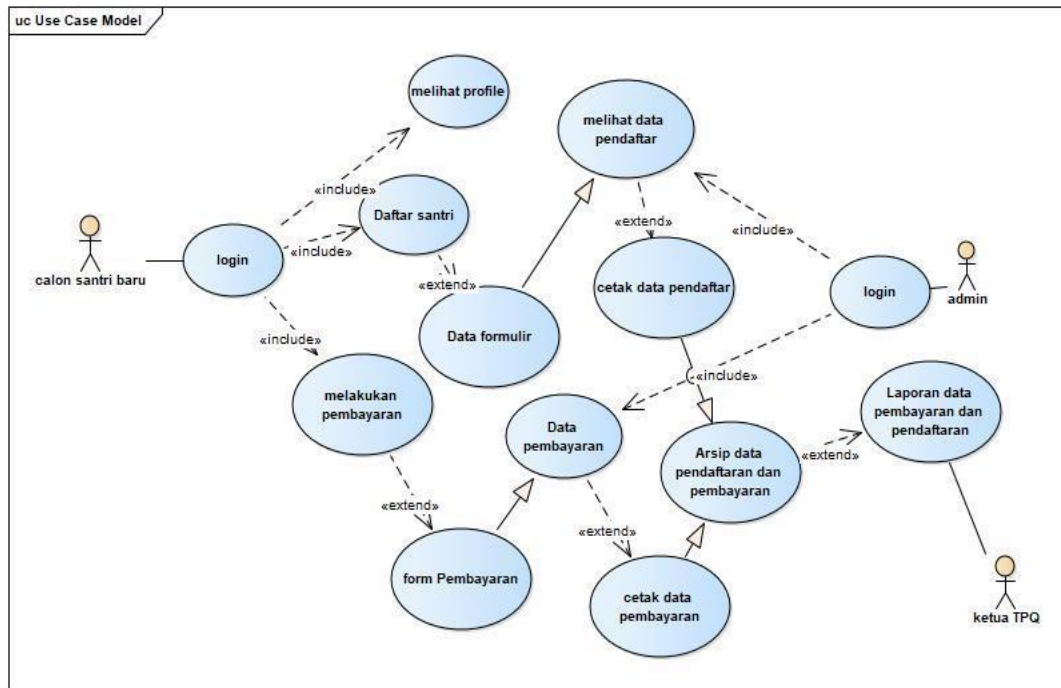 uc Use Case Model
melihat profile
melihat data
pendaftar
«include»
Daftar santri
«extend»
«include»
calon santri baru
login
«include»
«extend»
cetak data pendaftar
login
admin
Data formulir
«include»
«include»
melakukan
pembayaran
Data
pembayaran
Laporan data
pembayaran dan
pendaftaran
Arsip data
pendaftaran dan
pembayaran
«extend»
«extend»
«extend»
form Pembayaran
cetak data
pembayaran
ketua TPQ